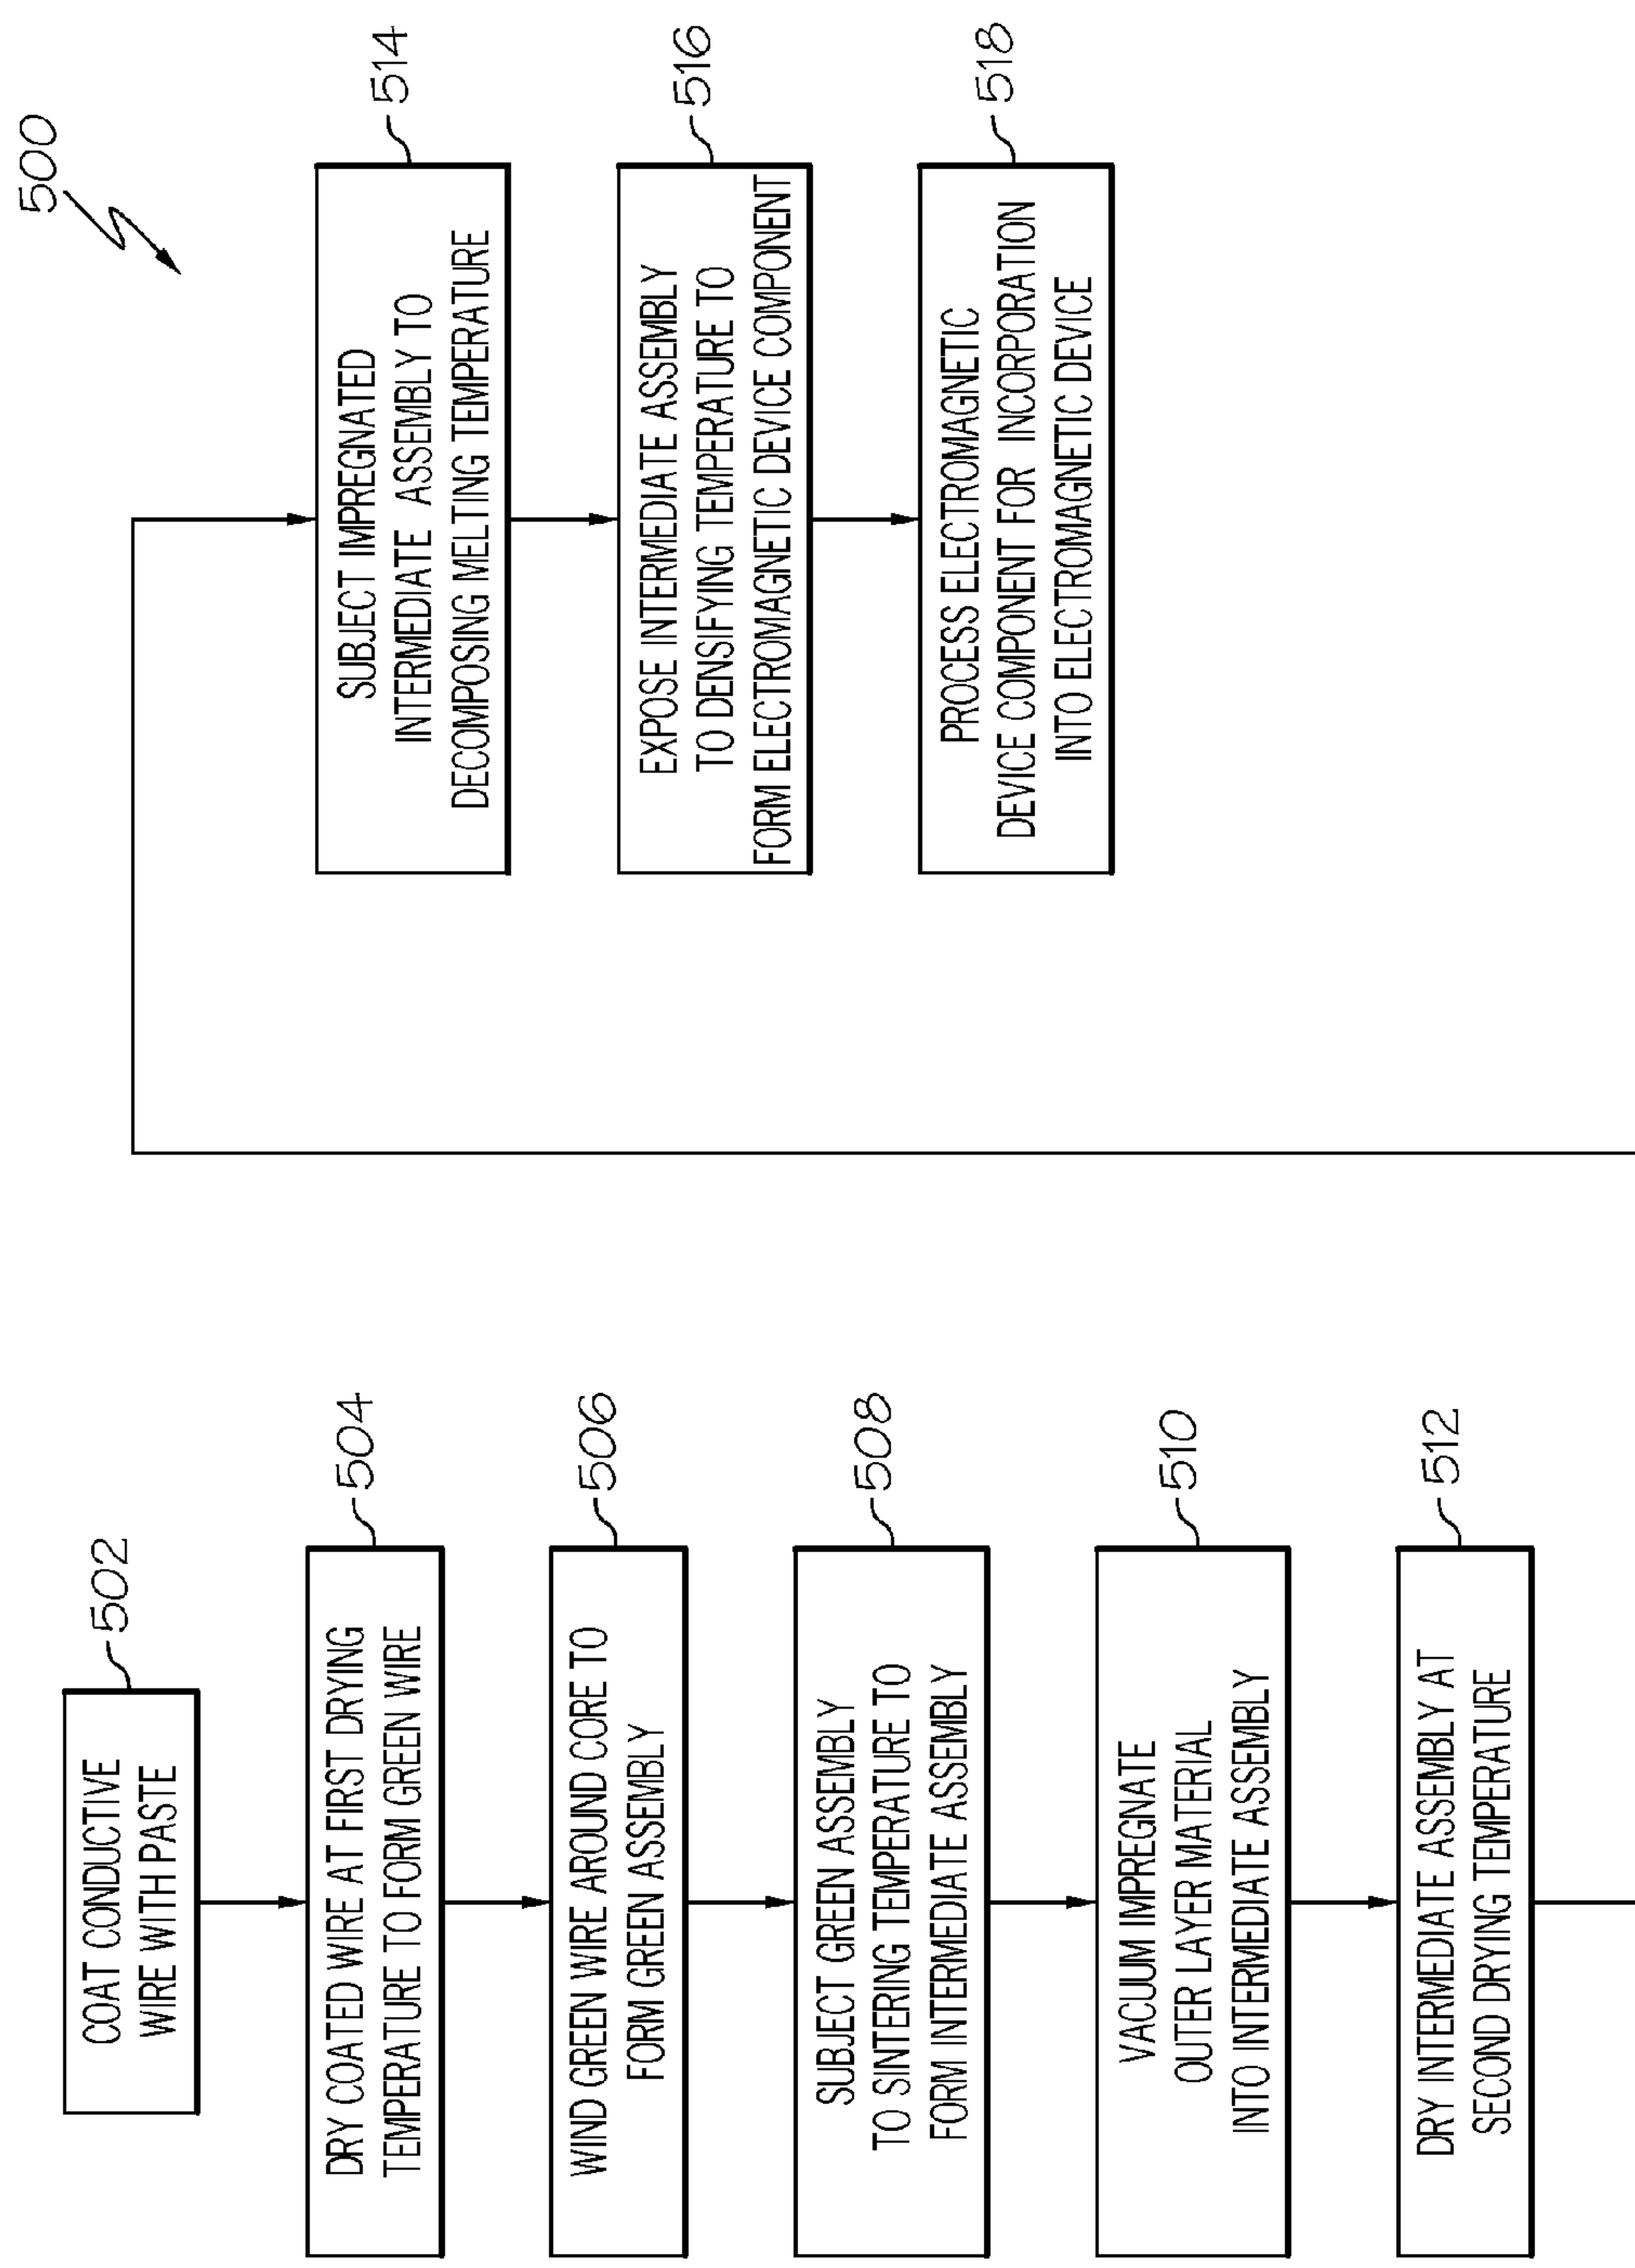 500
502
COAT CONDUCTIVE
WIRE WITH PASTE
504
DRY COATED WIRE AT FIRST DRYING
TEMPERATURE TO FORM GREEN WIRE
506
WIND GREEN WIRE AROUND CORE TO
FORM GREEN ASSEMBLY
508
SUBJECT GREEN ASSEMBLY
TO SINTERING TEMPERATURE TO
FORM INTERMEDIATE ASSEMBLY
510
VACUUM IMPREGNATE
OUTER LAYER MATERIAL
INTO INTERMEDIATE ASSEMBLY
512
DRY INTERMEDIATE ASSEMBLY AT
SECOND DRYING TEMPERATURE
514
SUBJECT IMPREGNATED
INTERMEDIATE ASSEMBLY TO
DECOMPOSING MELTING TEMPERATURE
516
EXPOSE INTERMEDIATE ASSEMBLY
TO DENSIFYING TEMPERATURE TO
FORM ELECTROMAGNETIC DEVICE COMPONENT
518
PROCESS ELECTROMAGNETIC
DEVICE COMPONENT FOR INCORPORATION
INTO ELECTROMAGNETIC DEVICE